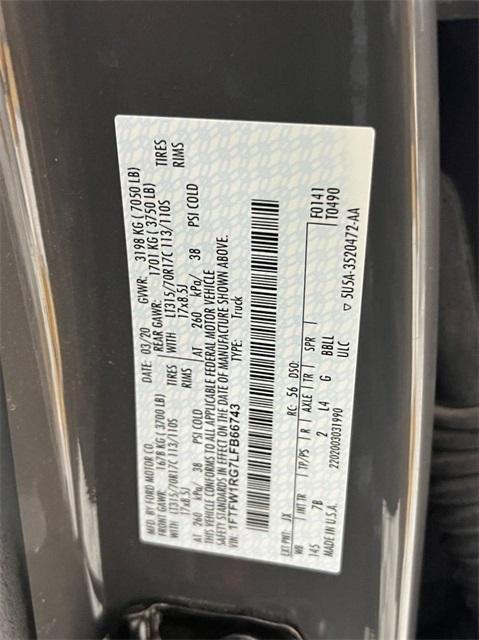 MFD. BY FORD MOTOR CO. DATE: 03/20 GVWR: 3198 KG ( 7050 LB)
FRONT GAWR: 1678 KG ( 3700 LB) REAR GAWR: 1701 KG ( 3750 LB)
WITH LT315/70R17C 113/110S TIRES WITH LT315/70R17C 113/110S TIRES
17x8.5J RIMS 17x8.5J RIMS
AT 260 kPa/ 38 PSI COLD AT 260 kPa/ 38 PSI COLD
THIS VEHICLE CONFORMS TO ALL APPLICABLE FEDERAL MOTOR VEHICLE
SAFETY STANDARDS IN EFFECT ON THE DATE OF MANUFACTURE SHOWN ABOVE.
VIN: 1FTFW1RG7LFB66743 TYPE: Truck
EXT PNT: JX RC: 56 DSO: F0141
WB INT TR TP/PS R AXLE TR SPR T0490
145 7B 2 L4 G BBLL
ULC
MADE IN U.S.A. 2202003031990 5U5A-3520472-AA